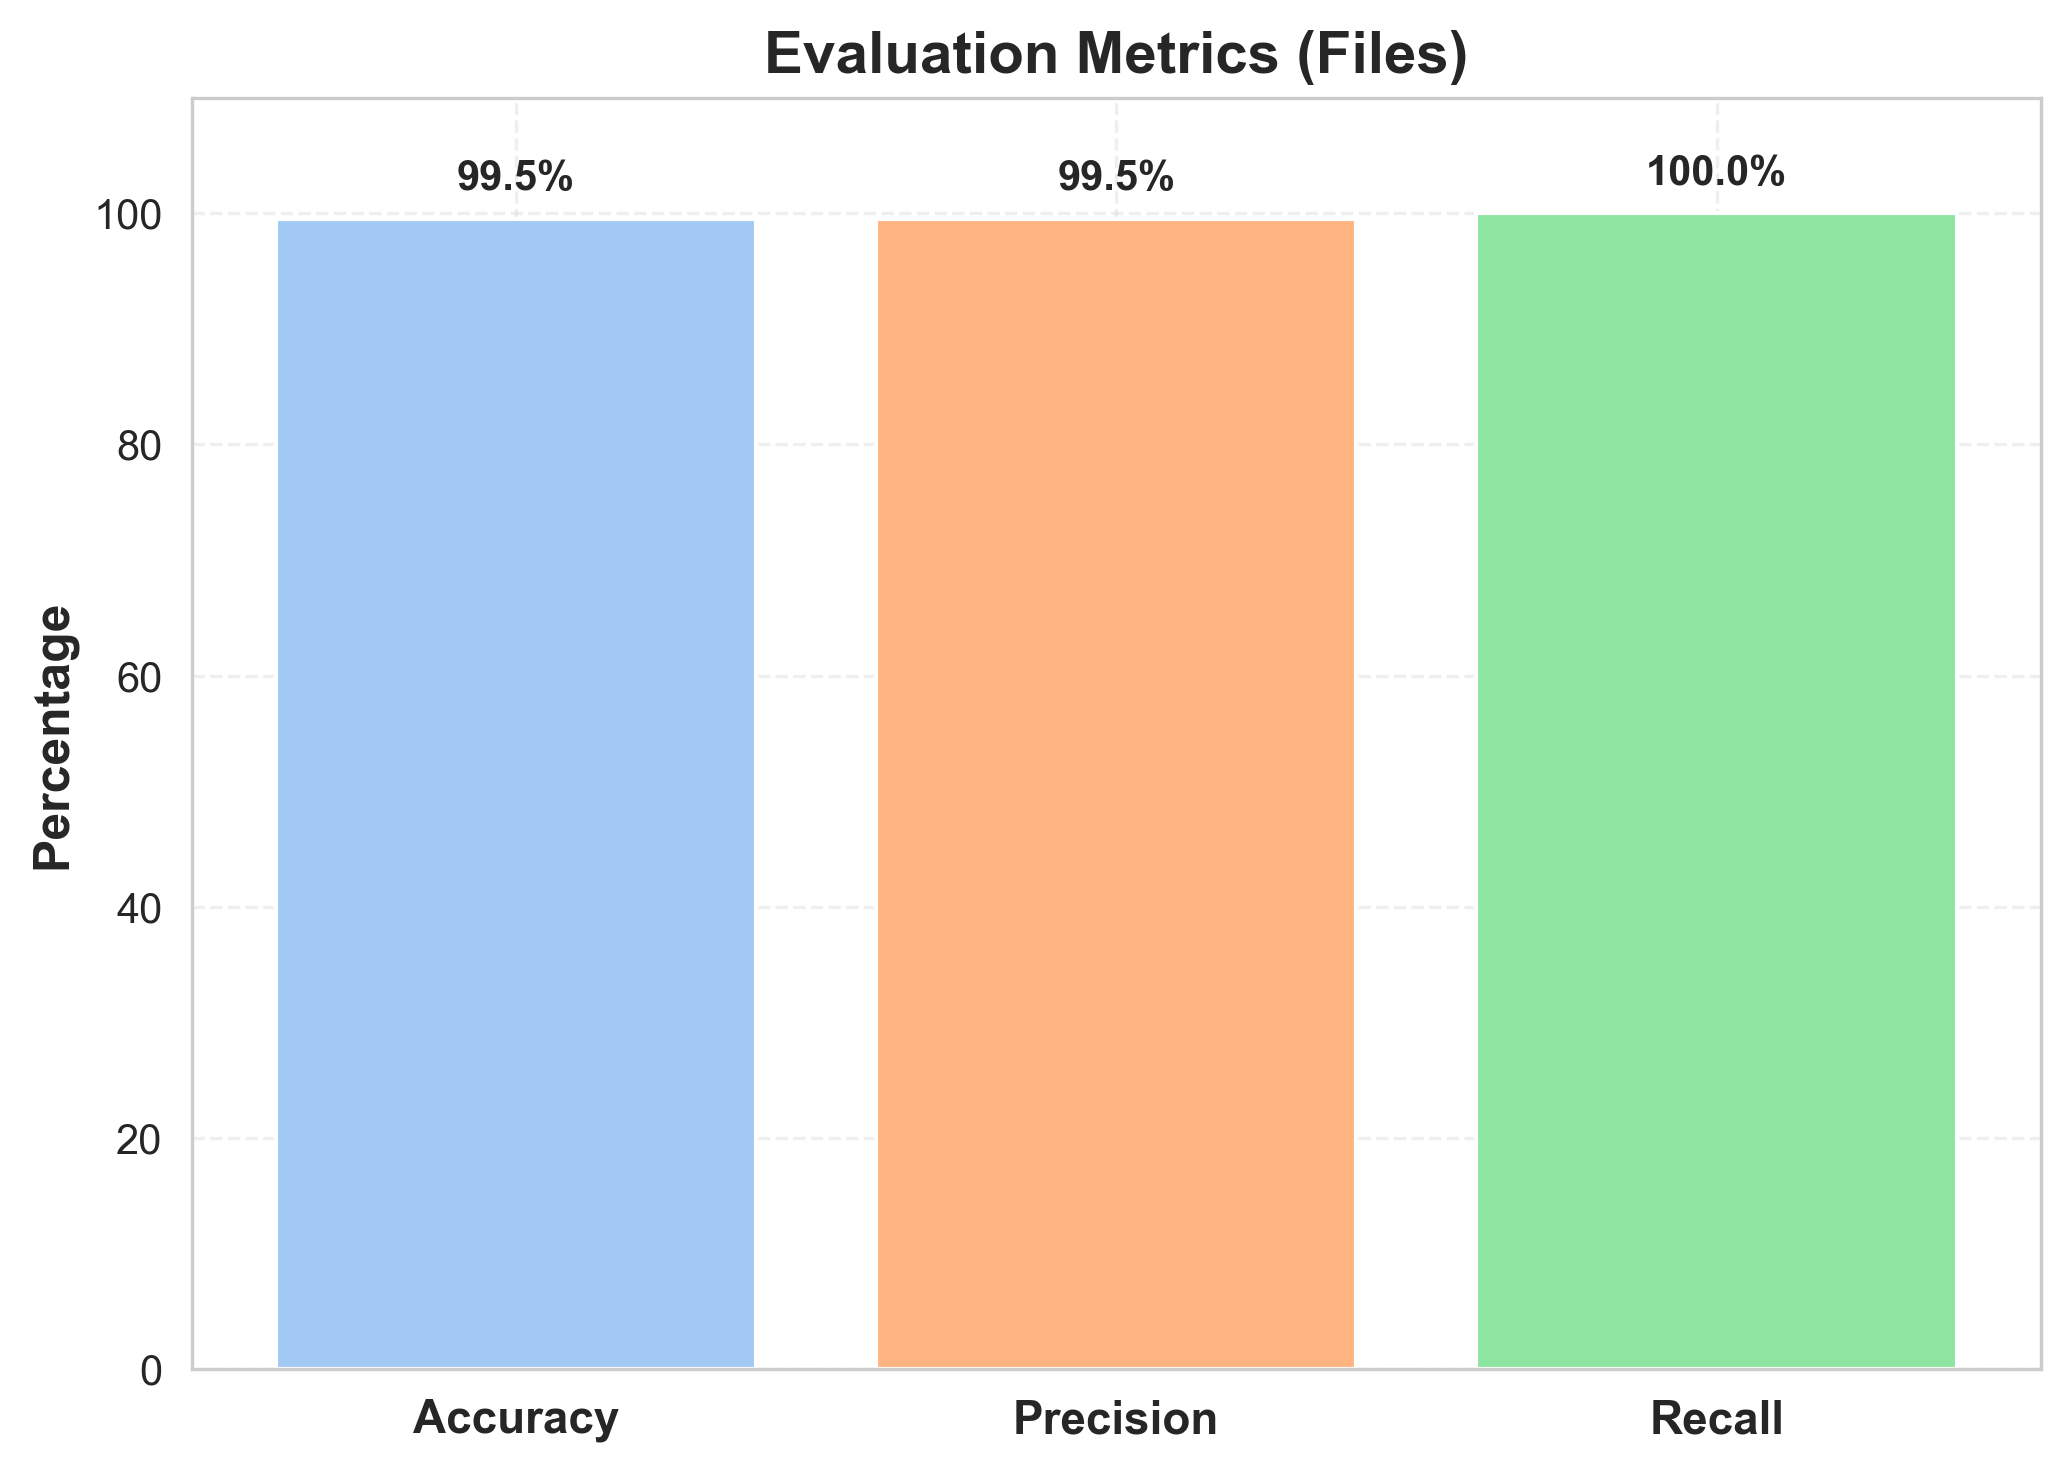 Evaluation Metrics (Files)
99.5%
99.5%
100.0%
100
80
60
40
20
0
Percentage
Accuracy
Precision
Recall